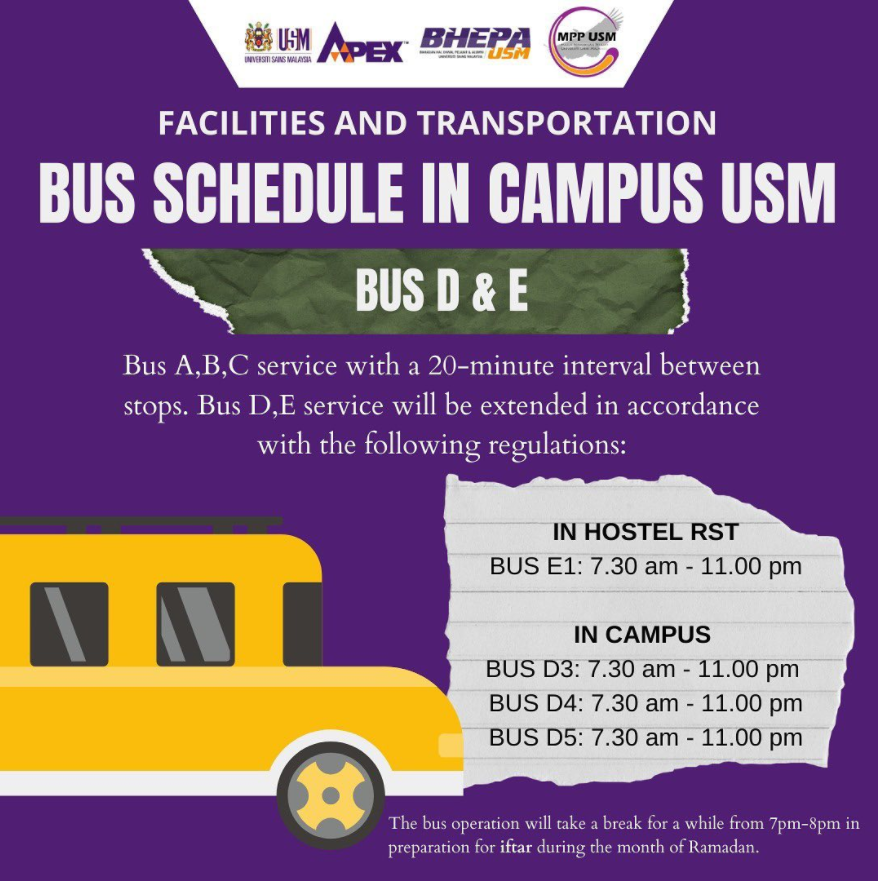 USM
UNIVERSITI SAINS MALAYSIA
APEX™
BHEPA
USM
MPP USM
FACILITIES AND TRANSPORTATION
BUS SCHEDULE IN CAMPUS USM
BUS D & E
Bus A,B,C service with a 20-minute interval between
stops. Bus D,E service will be extended in accordance
with the following regulations:
IN HOSTEL RST
BUS E1: 7.30 am - 11.00 pm
IN CAMPUS
BUS D3: 7.30 am - 11.00 pm
BUS D4: 7.30 am - 11.00 pm
BUS D5: 7.30 am - 11.00 pm
The bus operation will take a break for a while from 7pm-8pm in
preparation for iftar during the month of Ramadan.